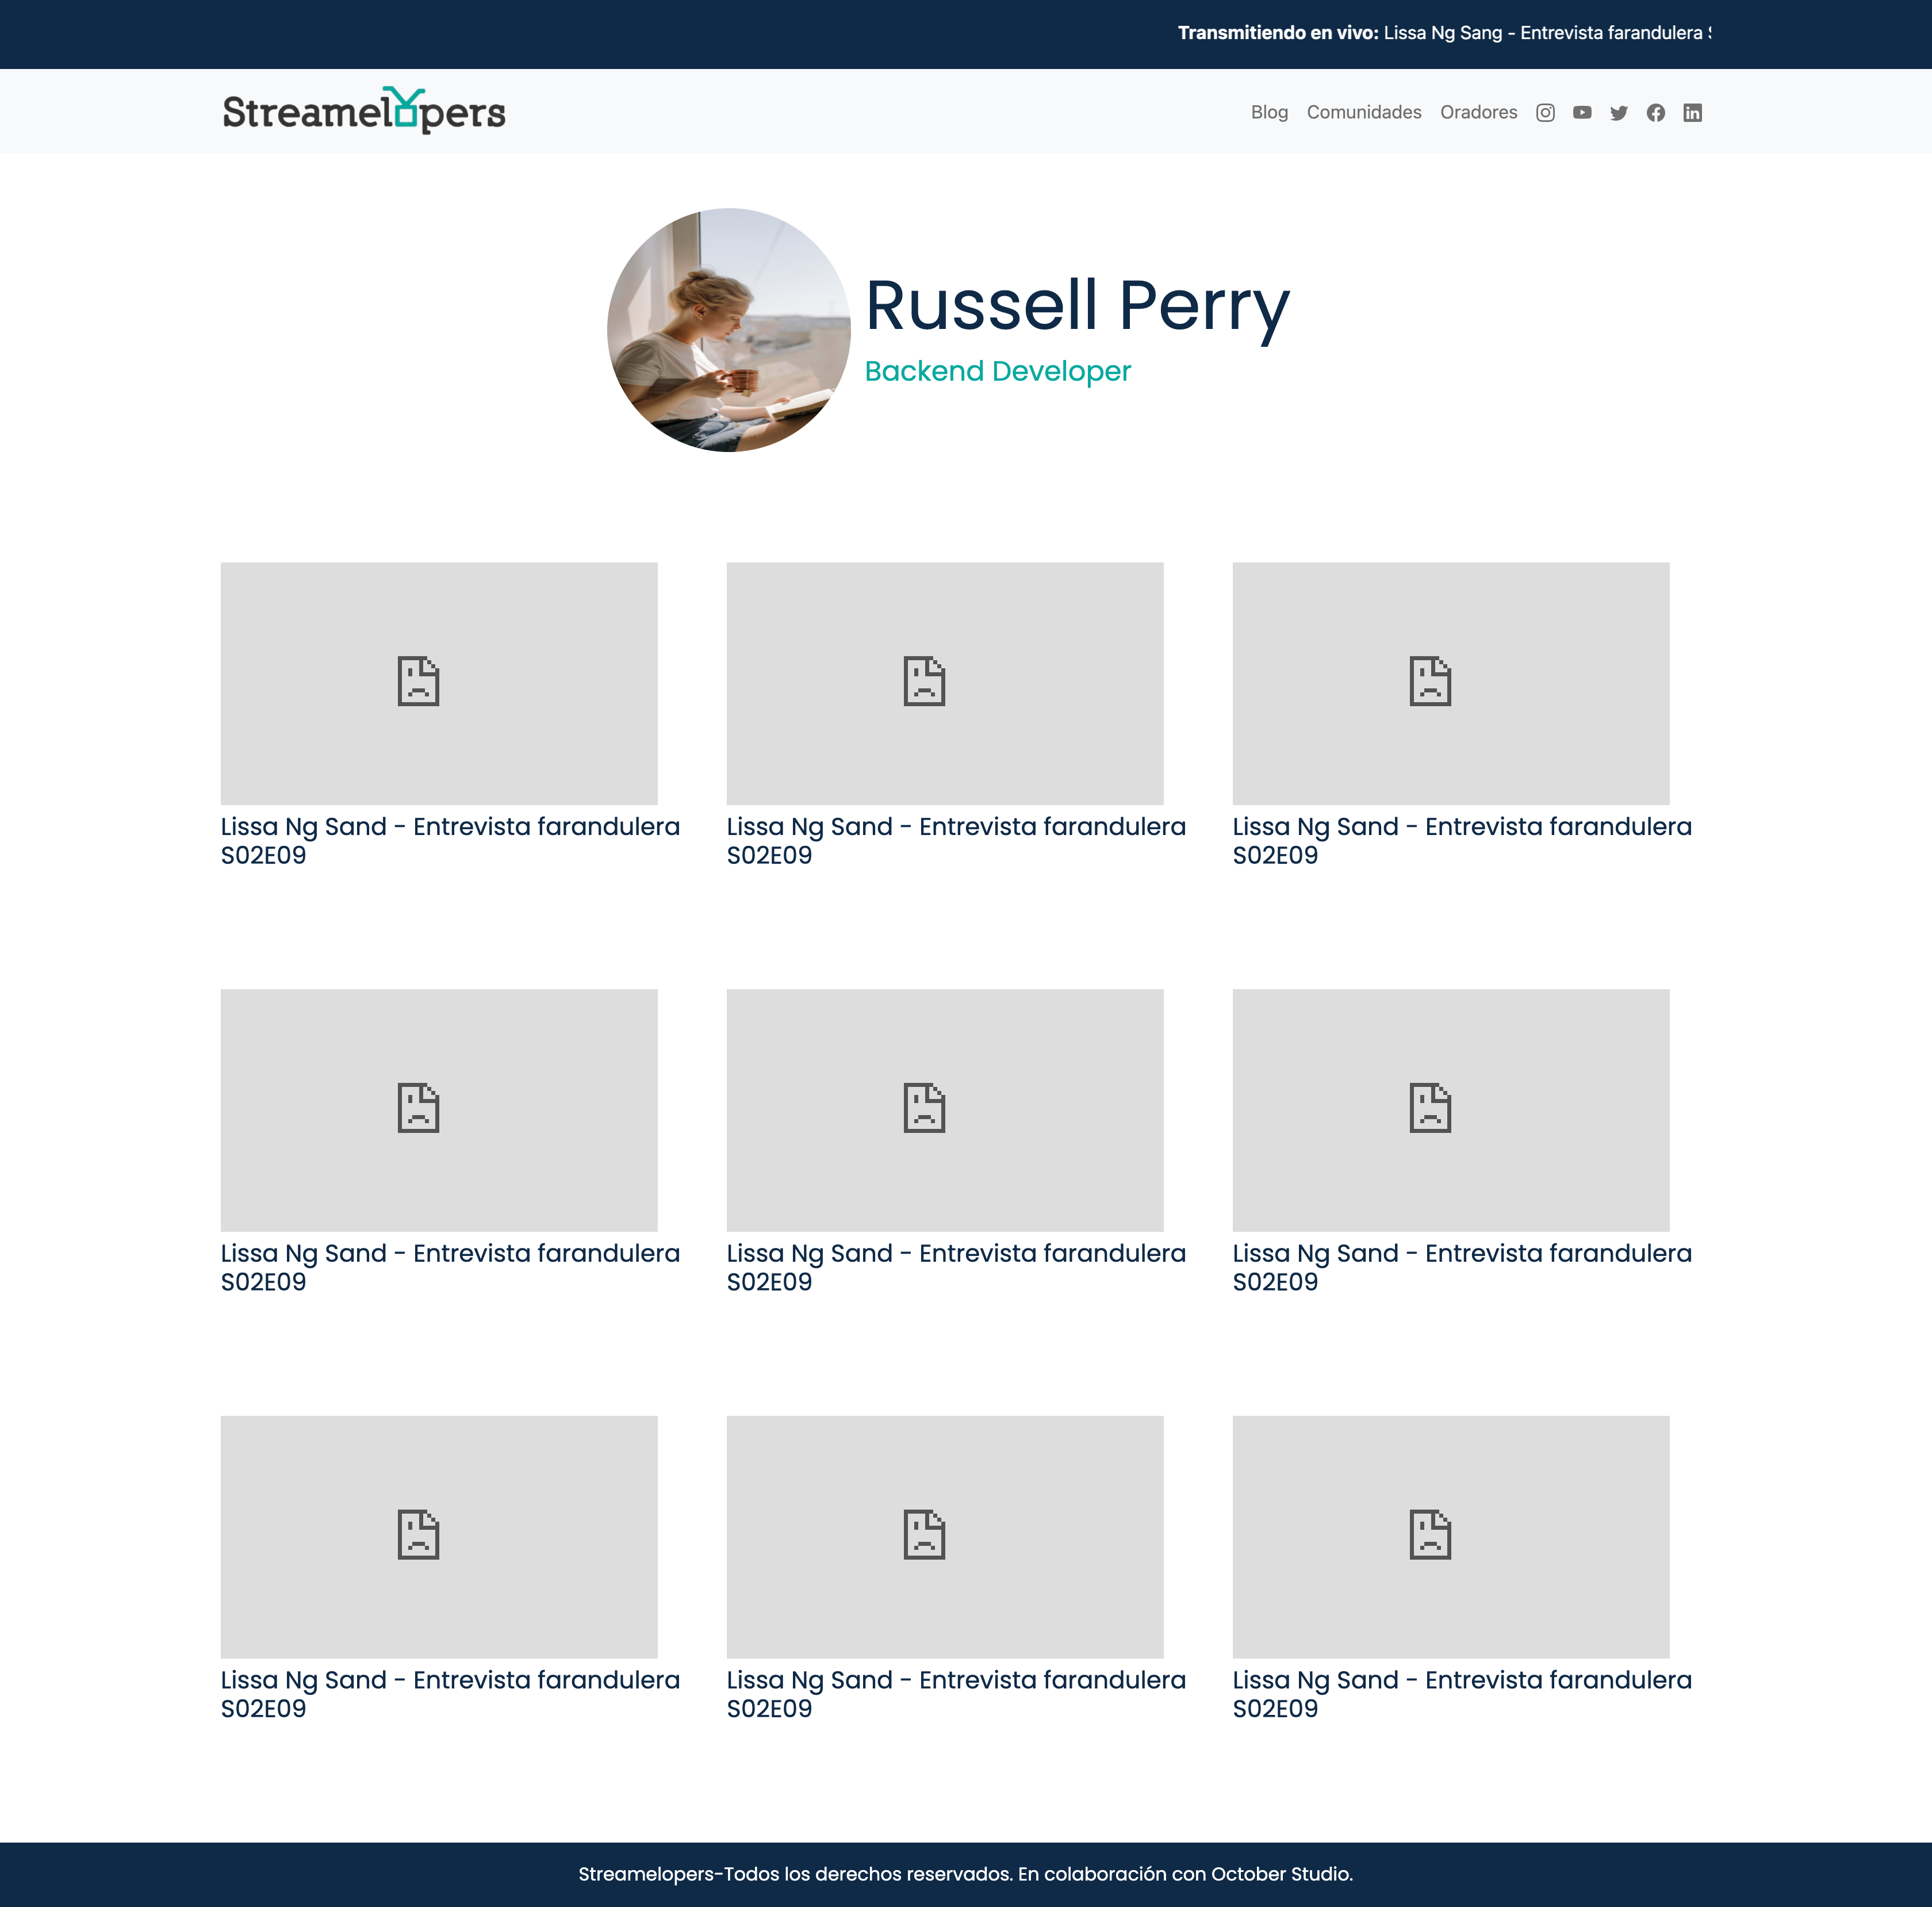 Transmitiendo en vivo: Lissa Ng Sang - Entrevista farandulera
Streamelopers
Blog Comunidades Oradores
Russell Perry
Backend Developer
Lissa Ng Sand - Entrevista farandulera
S02E09
Lissa Ng Sand - Entrevista farandulera
S02E09
Lissa Ng Sand - Entrevista farandulera
S02E09
Lissa Ng Sand - Entrevista farandulera
S02E09
Lissa Ng Sand - Entrevista farandulera
S02E09
Lissa Ng Sand - Entrevista farandulera
S02E09
Lissa Ng Sand - Entrevista farandulera
S02E09
Lissa Ng Sand - Entrevista farandulera
S02E09
Lissa Ng Sand - Entrevista farandulera
S02E09
Streamelopers-Todos los derechos reservados. En colaboración con October Studio.